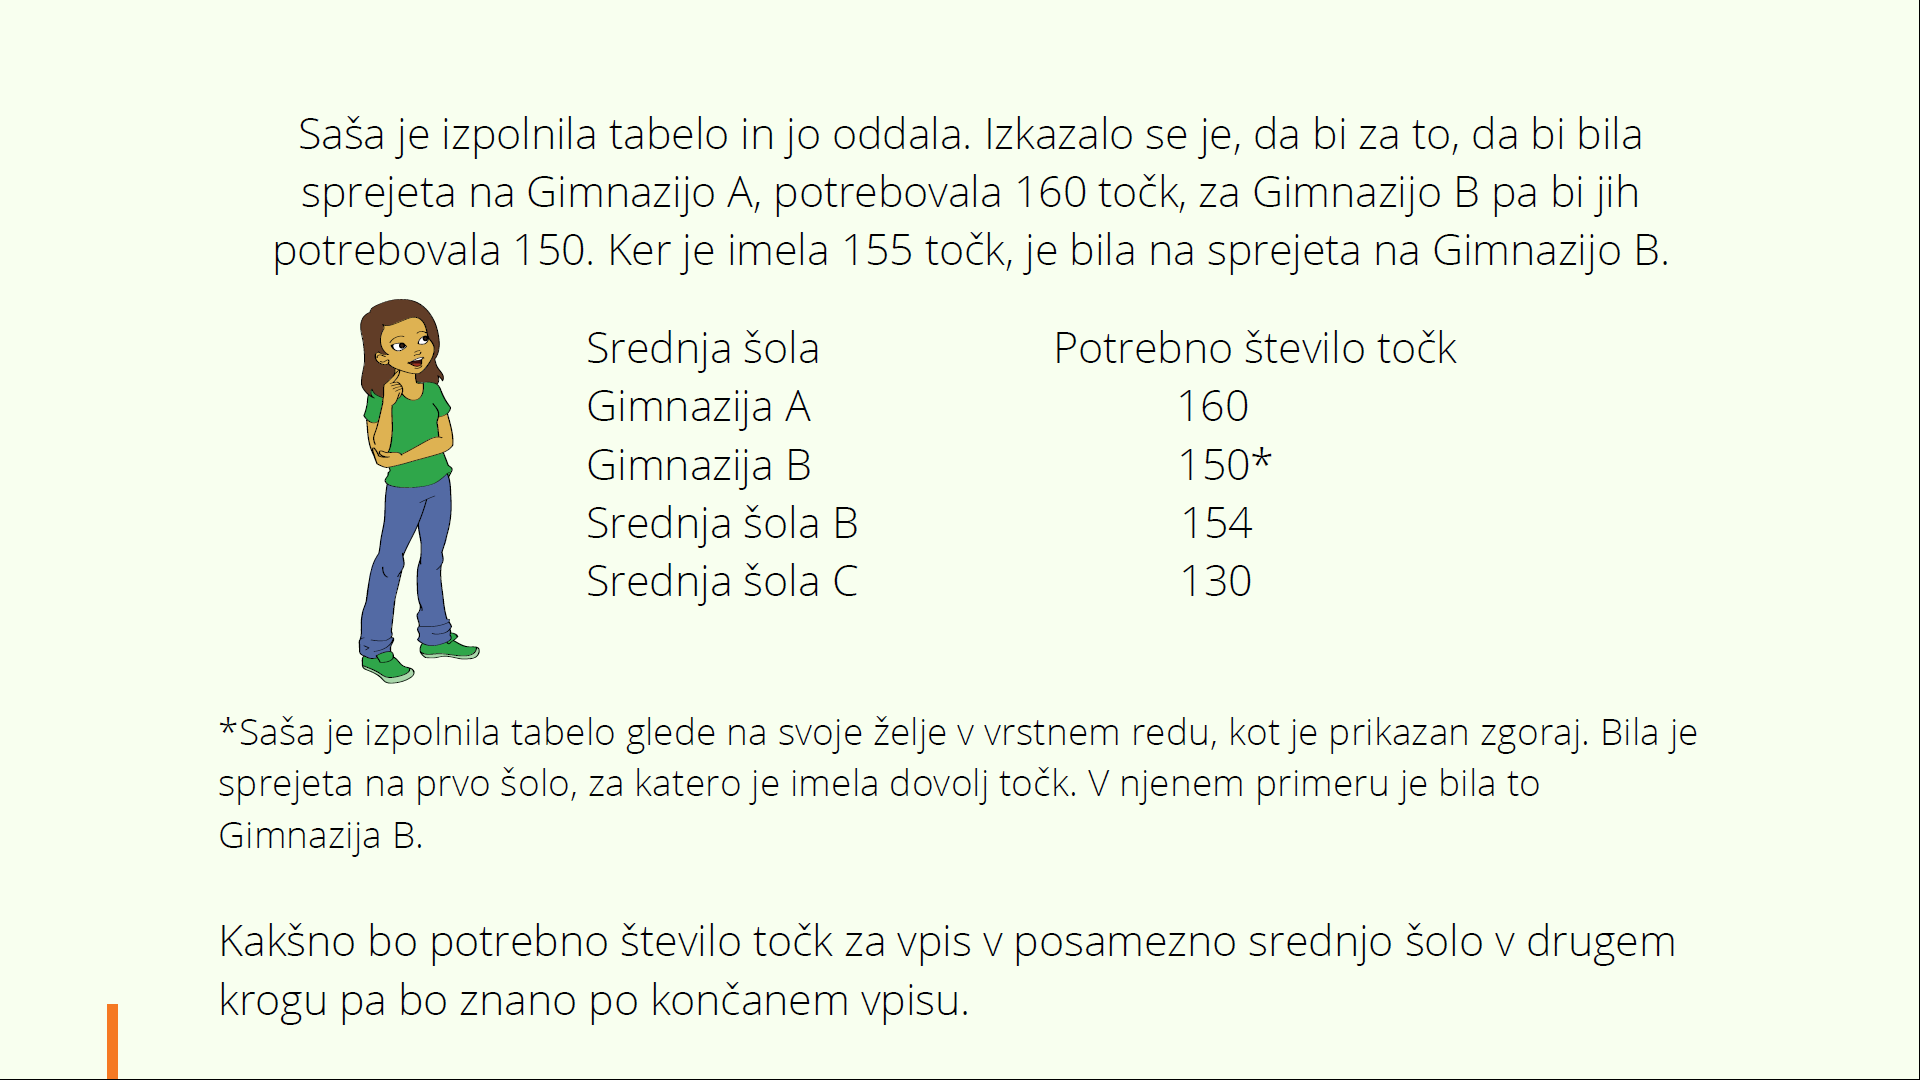 Saša je izpolnila tabelo in jo oddala. Izkazalo se je, da bi za to, da bi bila
sprejeta na Gimnazijo A, potrebovala 160 točk, za Gimnazijo B pa bi jih
potrebovala 150. Ker je imela 155 točk, je bila na sprejeta na Gimnazijo B.
Srednja šola Potrebno število točk
Gimnazija A 160
Gimnazija B 150*
Srednja šola B 154
Srednja šola C 130
*Saša je izpolnila tabelo glede na svoje želje v vrstnem redu, kot je prikazan zgoraj. Bila je
sprejeta na prvo šolo, za katero je imela dovolj točk. V njenem primeru je bila to
Gimnazija B.
Kakšno bo potrebno število točk za vpis v posamezno srednjo šolo v drugem
krogu pa bo znano po končanem vpisu.